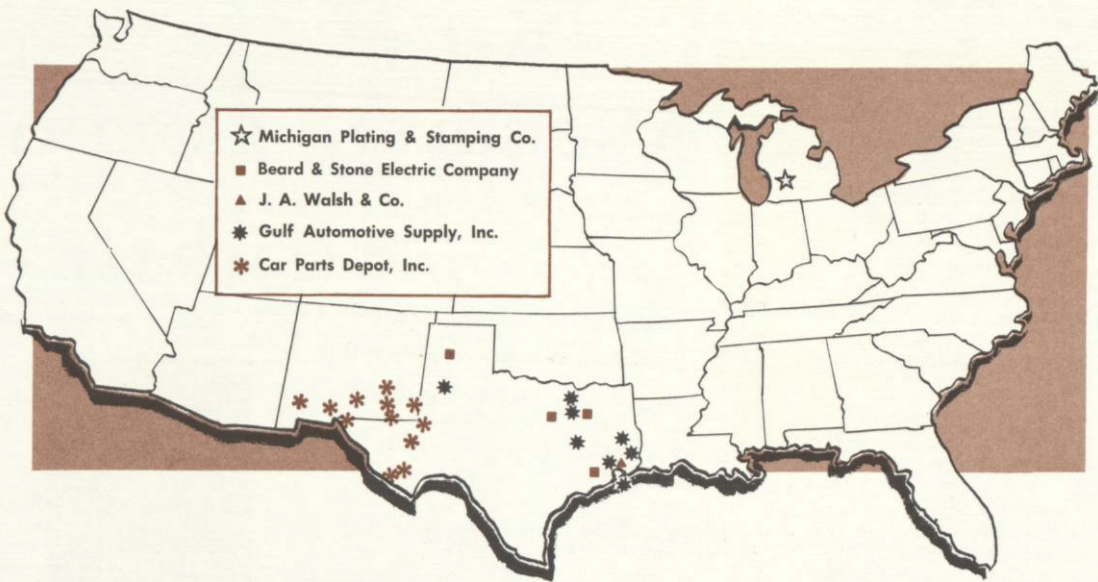 Michigan Plating & Stamping Co.
Beard & Stone Electric Company
J. A. Walsh & Co.
Gulf Automotive Supply, Inc.
Car Parts Depot, Inc.